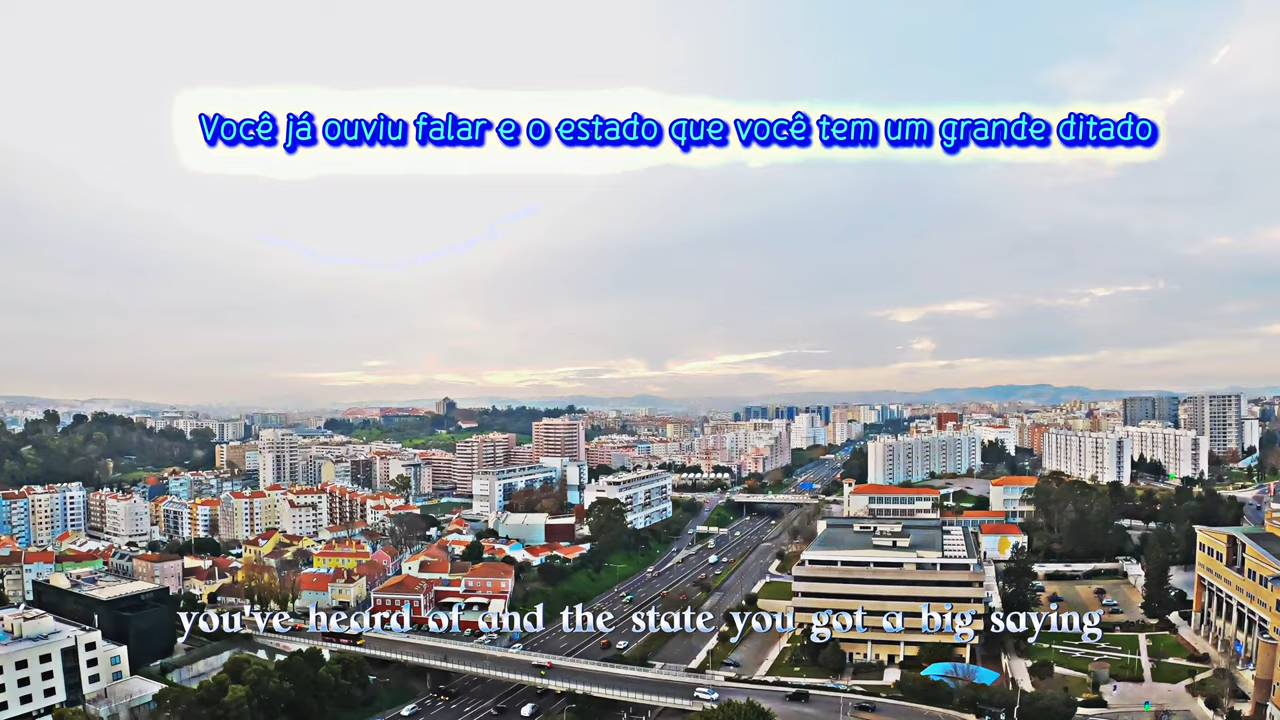 Você já ouviu falar e o estado que você tem um grande ditado
you've heard of and the state you got a big saying